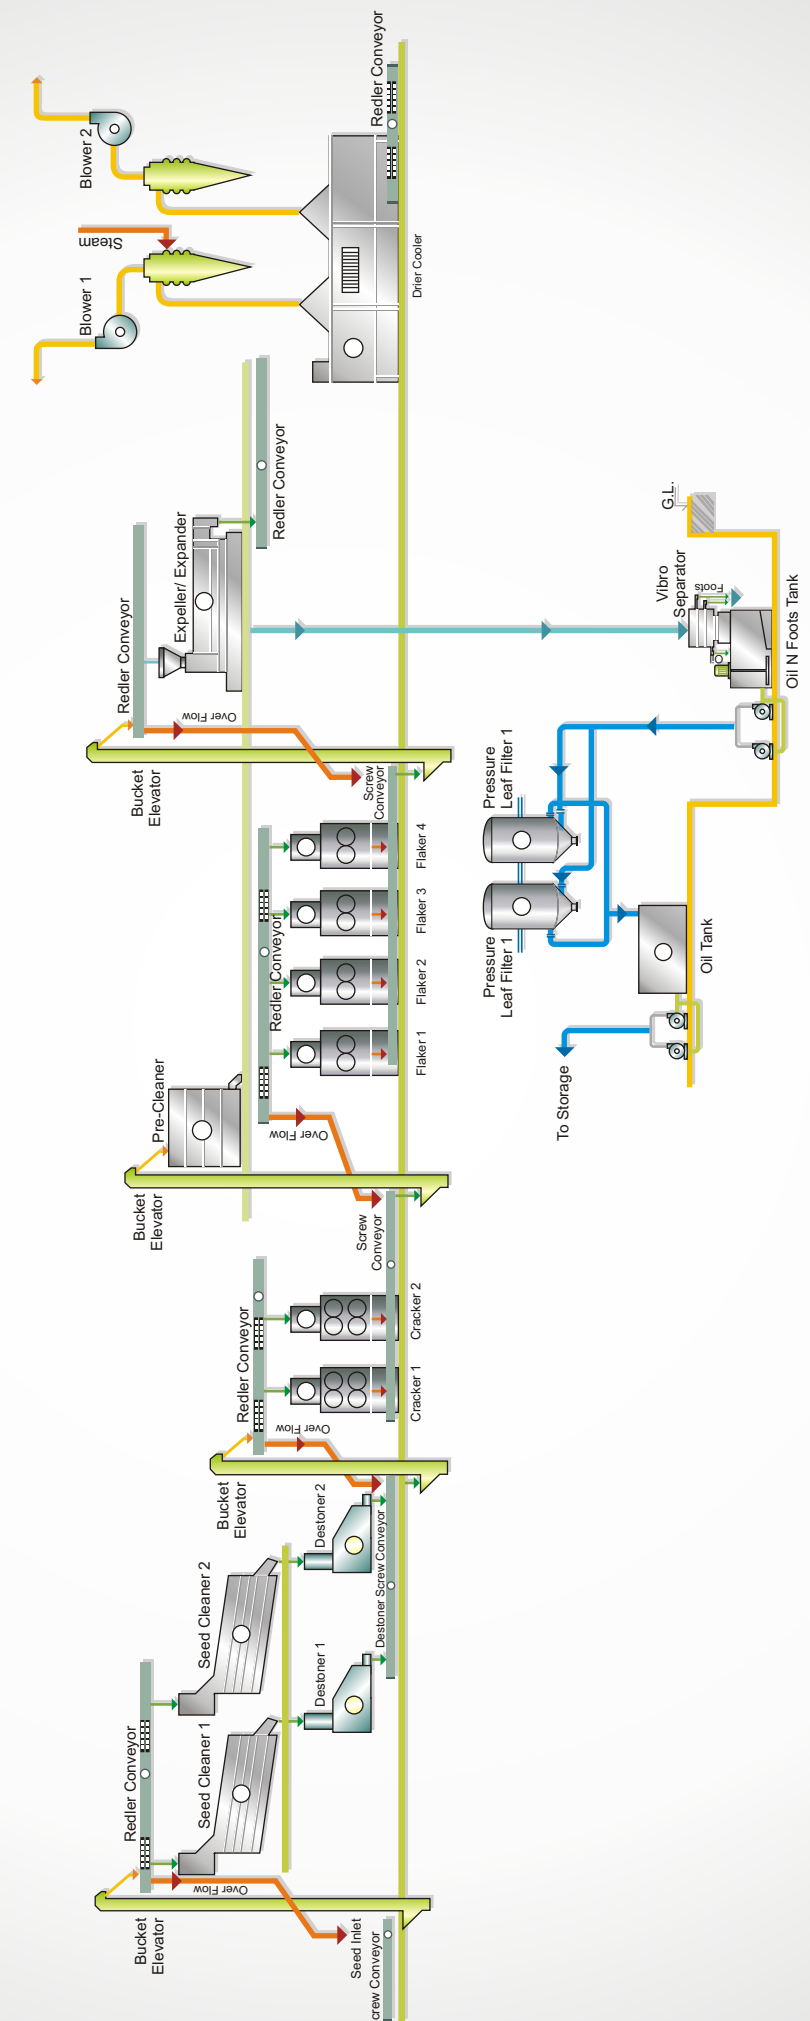 Redler Conveyor
Blower 2
Steam
Blower 1
Drier Cooler
Redler Conveyor
Expeller/ Expander
Redler Conveyor
Over Flow
Bucket
Elevator
Screw
Conveyor
G.L.
Vibro
Separator
Foots
Oil N Foots Tank
Pressure
Leaf Filter 1
Pressure
Leaf Filter 1
Oil Tank
To Storage
Redler Conveyor
Flaker 4
Flaker 3
Flaker 2
Flaker 1
Pre-Cleaner
Over Flow
Bucket
Elevator
Screw
Conveyor
Redler Conveyor
Cracker 2
Cracker 1
Over Flow
Bucket
Elevator
Destoner 2
Destoner Screw Conveyor
Seed Cleaner 2
Destoner 1
Redler Conveyor
Seed Cleaner 1
Over Flow
Bucket
Elevator
Seed Inlet
crew Conveyor